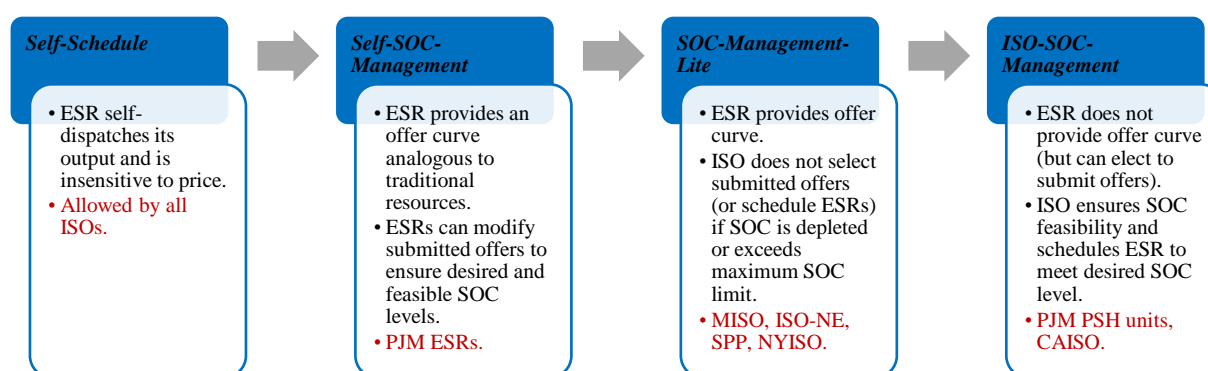 Self-Schedule
• ESR self-
dispatches its
output and is
insensitive to price.
• Allowed by all
ISOs.
Self-SOC-
Management
• ESR provides an
offer curve
analogous to
traditional
resources.
• ESRs can modify
submitted offers to
ensure desired and
feasible SOC
levels.
• PJM ESRs.
SOC-Management-
Lite
• ESR provides offer
curve.
• ISO does not select
submitted offers
(or schedule ESRs)
if SOC is depleted
or exceeds
maximum SOC
limit.
• MISO, ISO-NE,
SPP, NYISO.
ISO-SOC-
Management
• ESR does not
provide offer curve
(but can elect to
submit offers).
• ISO ensures SOC
feasibility and
schedules ESR to
meet desired SOC
level.
• PJM PSH units,
CAISO.